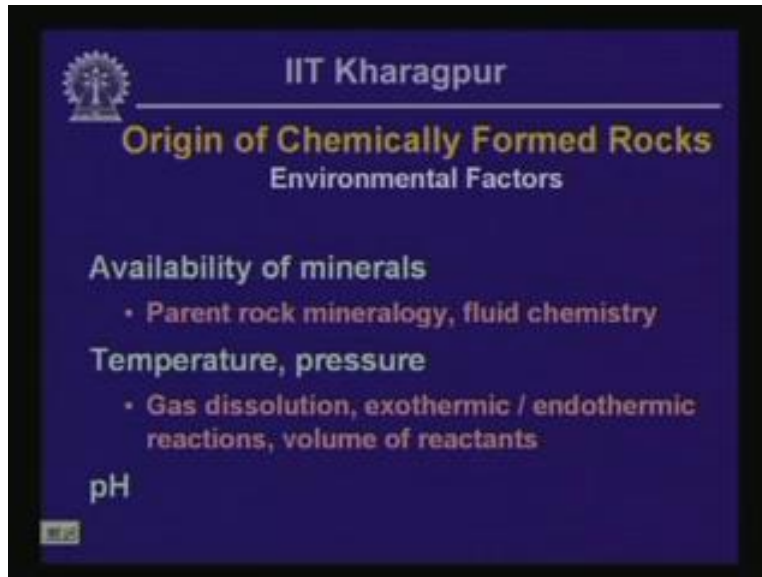 IIT Kharagpur
Origin of Chemically Formed Rocks
Environmental Factors
Availability of minerals
• Parent rock mineralogy, fluid chemistry
Temperature, pressure
• Gas dissolution, exothermic / endothermic
reactions, volume of reactants
pH